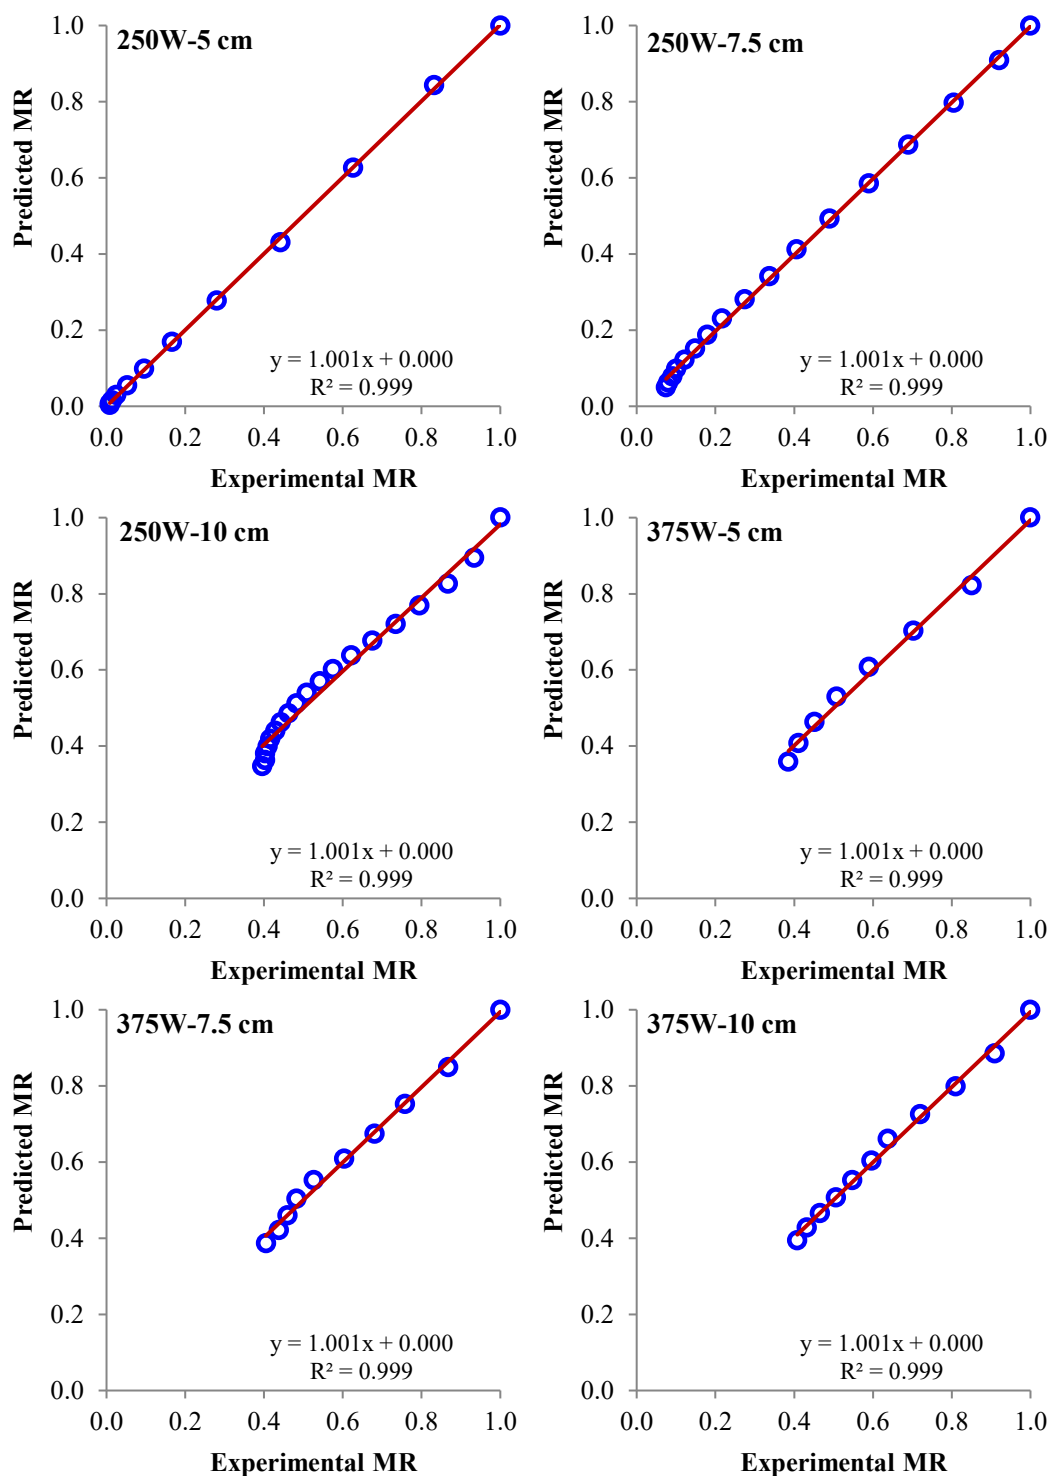 250W-5 cm
Predicted MR
1.0
0.8
0.6
0.4
0.2
0.0
y = 1.001x + 0.000
R² = 0.999
0.0 0.2 0.4 0.6 0.8 1.0
Experimental MR
250W-7.5 cm
Predicted MR
1.0
0.8
0.6
0.4
0.2
0.0
y = 1.001x + 0.000
R² = 0.999
0.0 0.2 0.4 0.6 0.8 1.0
Experimental MR
250W-10 cm
Predicted MR
1.0
0.8
0.6
0.4
0.2
0.0
y = 1.001x + 0.000
R² = 0.999
0.0 0.2 0.4 0.6 0.8 1.0
Experimental MR
375W-5 cm
Predicted MR
1.0
0.8
0.6
0.4
0.2
0.0
y = 1.001x + 0.000
R² = 0.999
0.0 0.2 0.4 0.6 0.8 1.0
Experimental MR
375W-7.5 cm
Predicted MR
1.0
0.8
0.6
0.4
0.2
0.0
y = 1.001x + 0.000
R² = 0.999
0.0 0.2 0.4 0.6 0.8 1.0
Experimental MR
375W-10 cm
Predicted MR
1.0
0.8
0.6
0.4
0.2
0.0
y = 1.001x + 0.000
R² = 0.999
0.0 0.2 0.4 0.6 0.8 1.0
Experimental MR